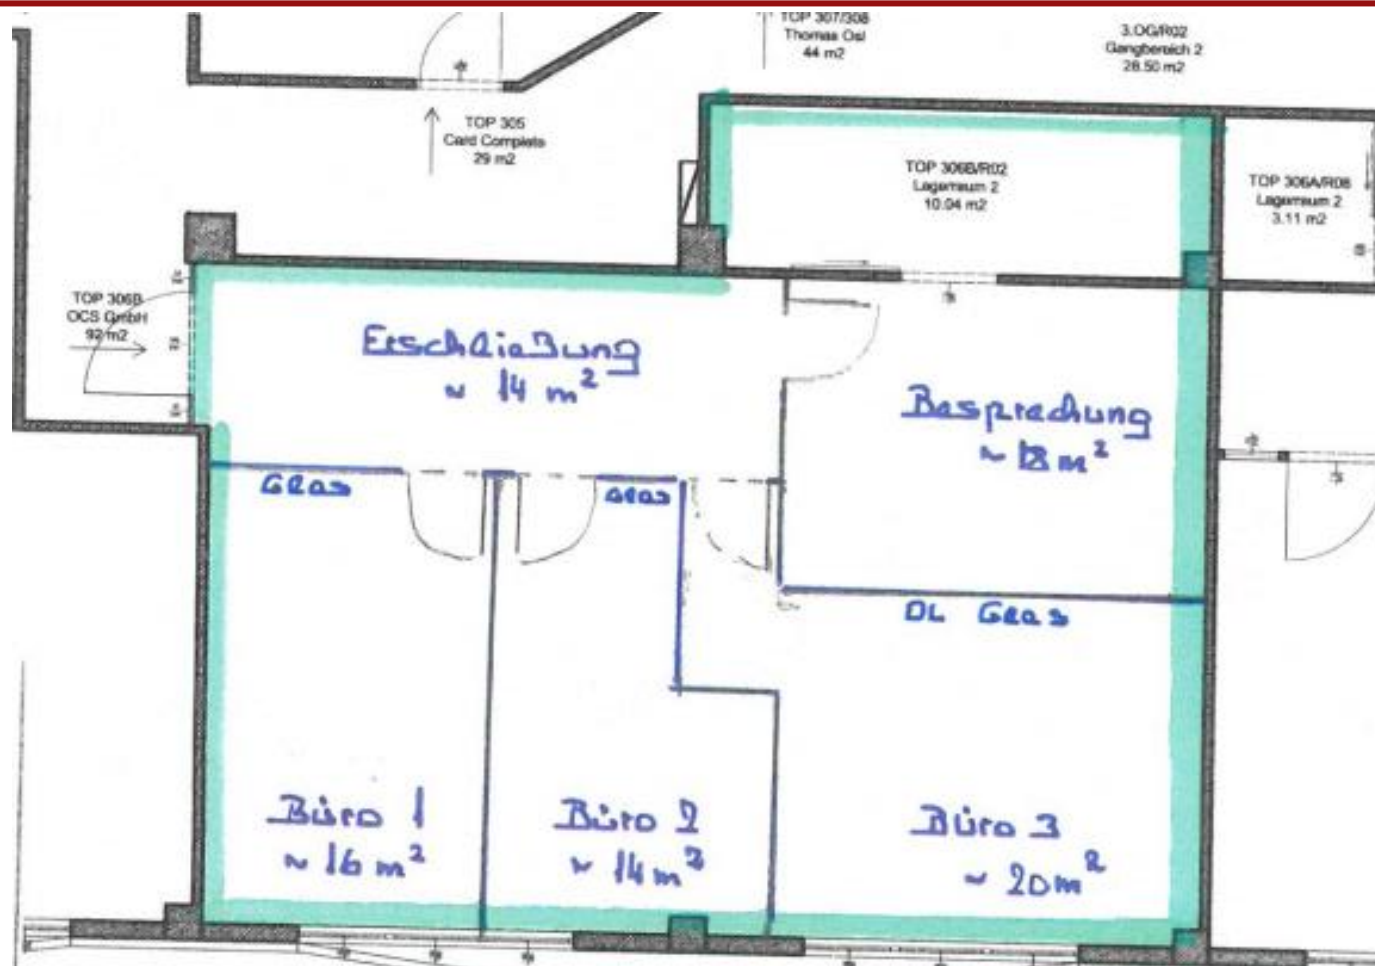 TOP 307/308
Thomas Osl
44 m2
3.OG/R02
Gangbereich 2
28.50 m2
TOP 305
Card Complete
29 m2
TOP 306B/R02
Lagerraum 2
10.04 m2
TOP 306A/R08
Lagerraum 2
3.11 m2
TOP 306B
OCS GmbH
92 m2
Erschließung
~ 14 m²
Besprechung
~ 18 m²
GLAS
GLAS
OL GLAS
Büro 1
~ 16 m²
Büro 2
~ 14 m²
Büro 3
~ 20 m²